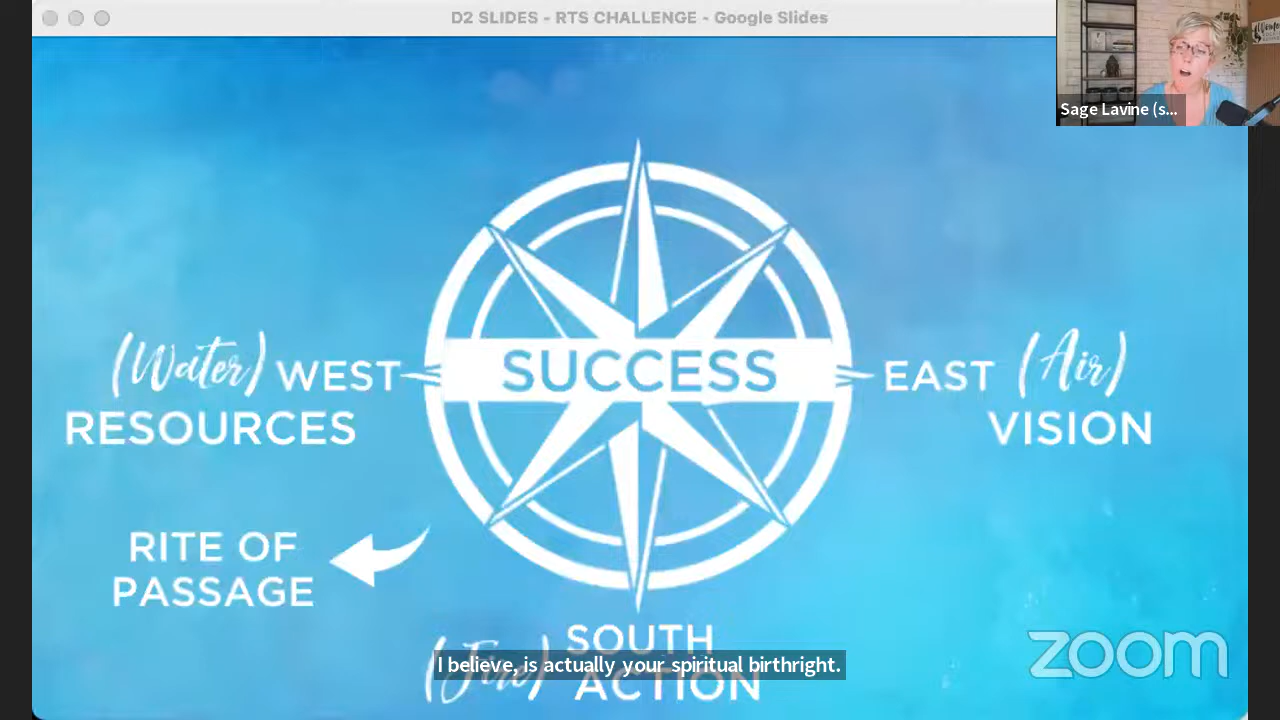 D2 SLIDES - RTS CHALLENGE - Google Slides
Sage Lavine (s...
(Water) WEST
RESOURCES
SUCCESS
EAST (Air)
VISION
RITE OF
PASSAGE
(Fire) SOUTH
ACTION
I believe, is actually your spiritual birthright.
zoom